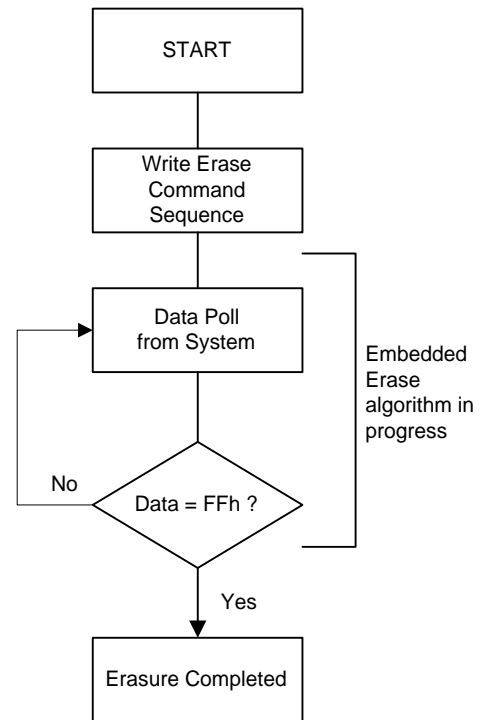 START
Write Erase
Command
Sequence
Data Poll
from System
Embedded
Erase
algorithm in
progress
No
Data = FFh ?
Yes
Erasure Completed